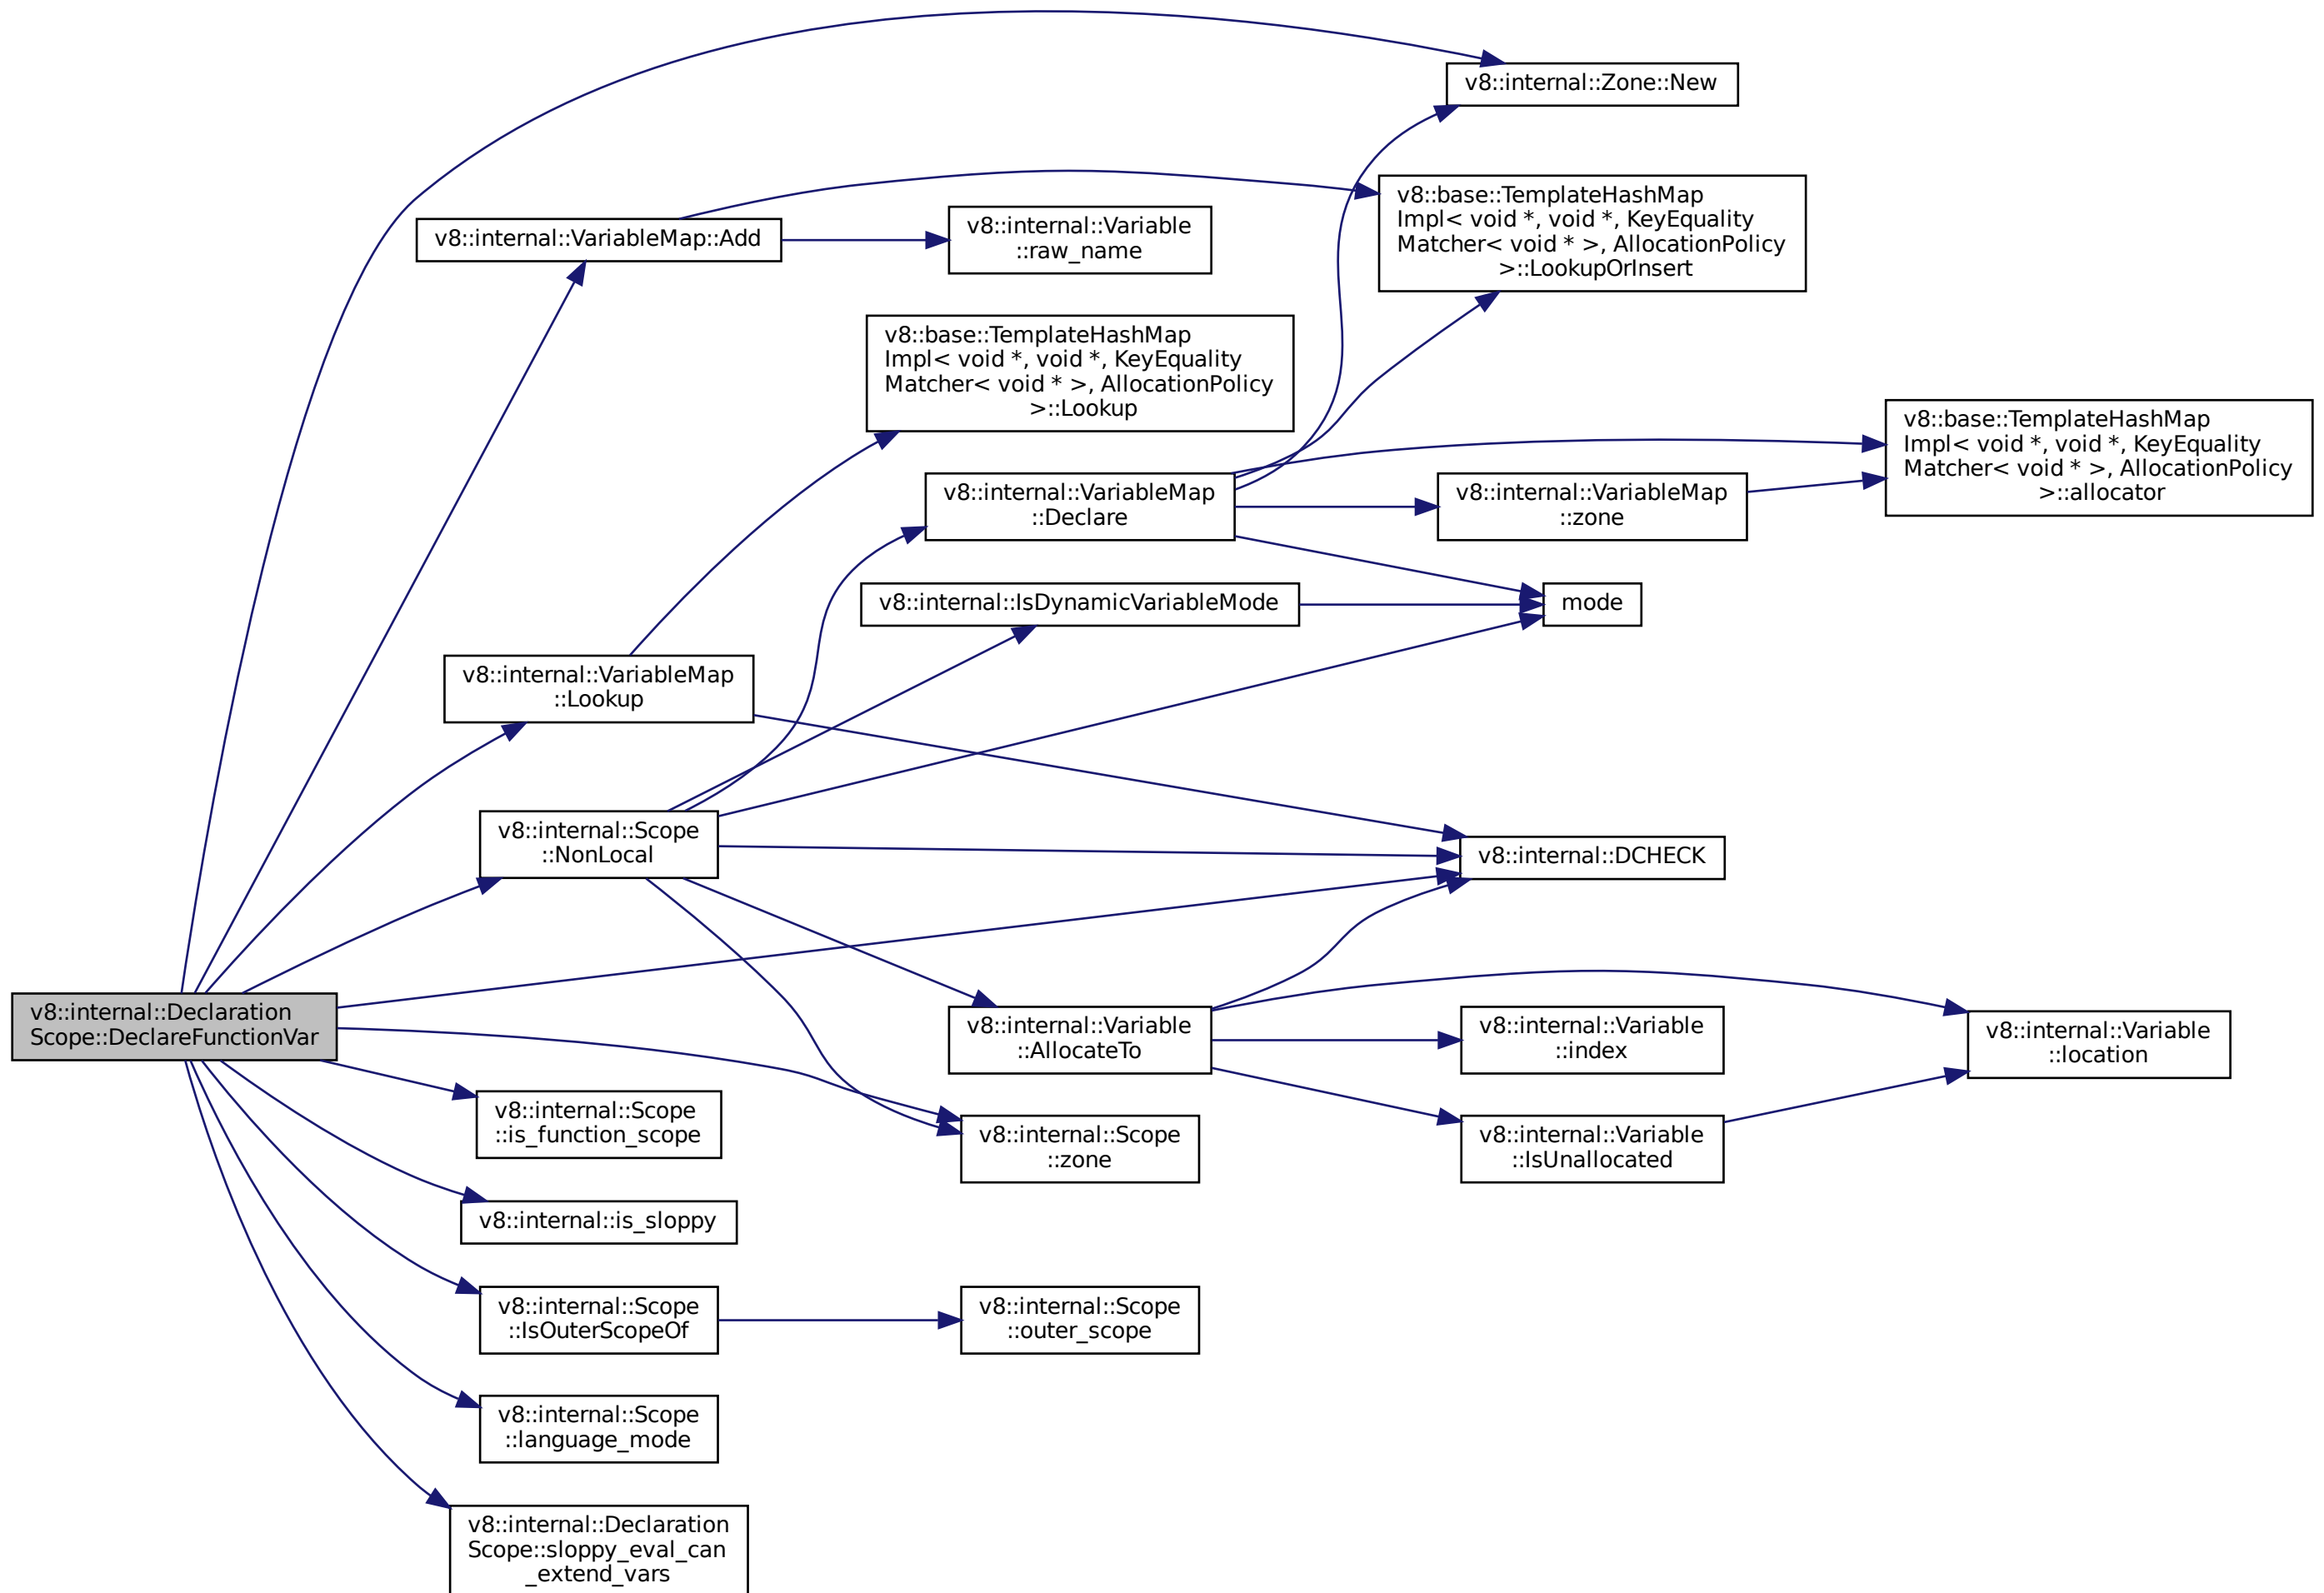 v8::internal::Zone::New
v8::base::TemplateHashMap
Impl< void *, void *, KeyEquality
Matcher< void * >, AllocationPolicy
>::LookupOrInsert
v8::internal::VariableMap::Add
v8::internal::Variable
::raw_name
v8::base::TemplateHashMap
Impl< void *, void *, KeyEquality
Matcher< void * >, AllocationPolicy
>::Lookup
v8::base::TemplateHashMap
Impl< void *, void *, KeyEquality
Matcher< void * >, AllocationPolicy
>::allocator
v8::internal::VariableMap
::Declare
v8::internal::VariableMap
::zone
v8::internal::IsDynamicVariableMode
mode
v8::internal::VariableMap
::Lookup
v8::internal::Scope
::NonLocal
v8::internal::DCHECK
v8::internal::Declaration
Scope::DeclareFunctionVar
v8::internal::Variable
::AllocateTo
v8::internal::Variable
::index
v8::internal::Variable
::location
v8::internal::Scope
::is_function_scope
v8::internal::Scope
::zone
v8::internal::Variable
::IsUnallocated
v8::internal::is_sloppy
v8::internal::Scope
::IsOuterScopeOf
v8::internal::Scope
::outer_scope
v8::internal::Scope
::language_mode
v8::internal::Declaration
Scope::sloppy_eval_can
_extend_vars